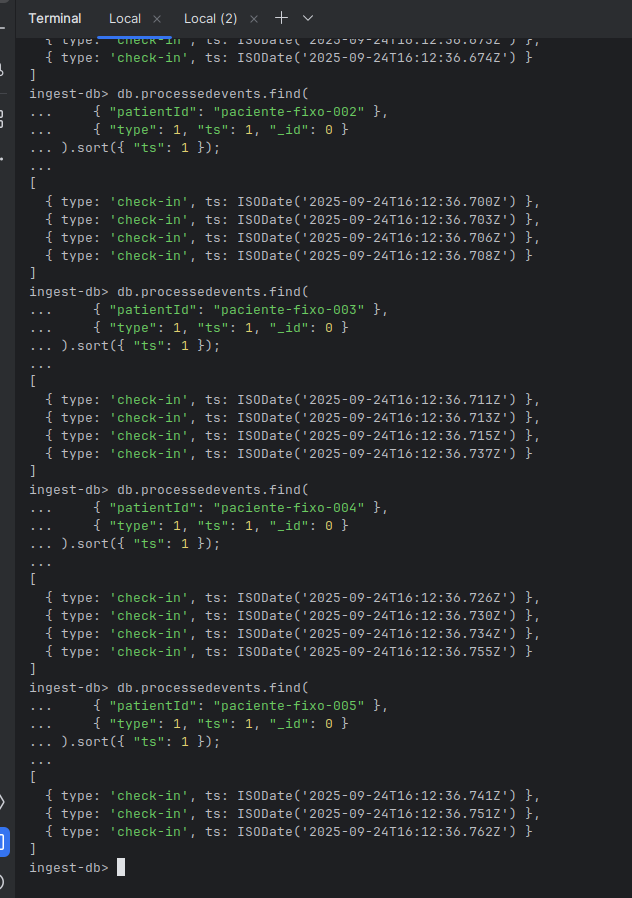 Terminal Local × Local (2) × +
{ type: 'check-in', ts: ISODate('2025-09-24T16:12:36.673Z') },
{ type: 'check-in', ts: ISODate('2025-09-24T16:12:36.674Z') }
]
ingest-db> db.processedevents.find(
... { "patientId": "paciente-fixo-002" },
... { "type": 1, "ts": 1, "_id": 0 }
... ).sort({ "ts": 1 });
...
[
{ type: 'check-in', ts: ISODate('2025-09-24T16:12:36.700Z') },
{ type: 'check-in', ts: ISODate('2025-09-24T16:12:36.703Z') },
{ type: 'check-in', ts: ISODate('2025-09-24T16:12:36.706Z') },
{ type: 'check-in', ts: ISODate('2025-09-24T16:12:36.708Z') }
]
ingest-db> db.processedevents.find(
... { "patientId": "paciente-fixo-003" },
... { "type": 1, "ts": 1, "_id": 0 }
... ).sort({ "ts": 1 });
...
[
{ type: 'check-in', ts: ISODate('2025-09-24T16:12:36.711Z') },
{ type: 'check-in', ts: ISODate('2025-09-24T16:12:36.713Z') },
{ type: 'check-in', ts: ISODate('2025-09-24T16:12:36.715Z') },
{ type: 'check-in', ts: ISODate('2025-09-24T16:12:36.737Z') }
]
ingest-db> db.processedevents.find(
... { "patientId": "paciente-fixo-004" },
... { "type": 1, "ts": 1, "_id": 0 }
... ).sort({ "ts": 1 });
...
[
{ type: 'check-in', ts: ISODate('2025-09-24T16:12:36.726Z') },
{ type: 'check-in', ts: ISODate('2025-09-24T16:12:36.730Z') },
{ type: 'check-in', ts: ISODate('2025-09-24T16:12:36.734Z') },
{ type: 'check-in', ts: ISODate('2025-09-24T16:12:36.755Z') }
]
ingest-db> db.processedevents.find(
... { "patientId": "paciente-fixo-005" },
... { "type": 1, "ts": 1, "_id": 0 }
... ).sort({ "ts": 1 });
...
[
{ type: 'check-in', ts: ISODate('2025-09-24T16:12:36.741Z') },
{ type: 'check-in', ts: ISODate('2025-09-24T16:12:36.751Z') },
{ type: 'check-in', ts: ISODate('2025-09-24T16:12:36.762Z') }
]
ingest-db>